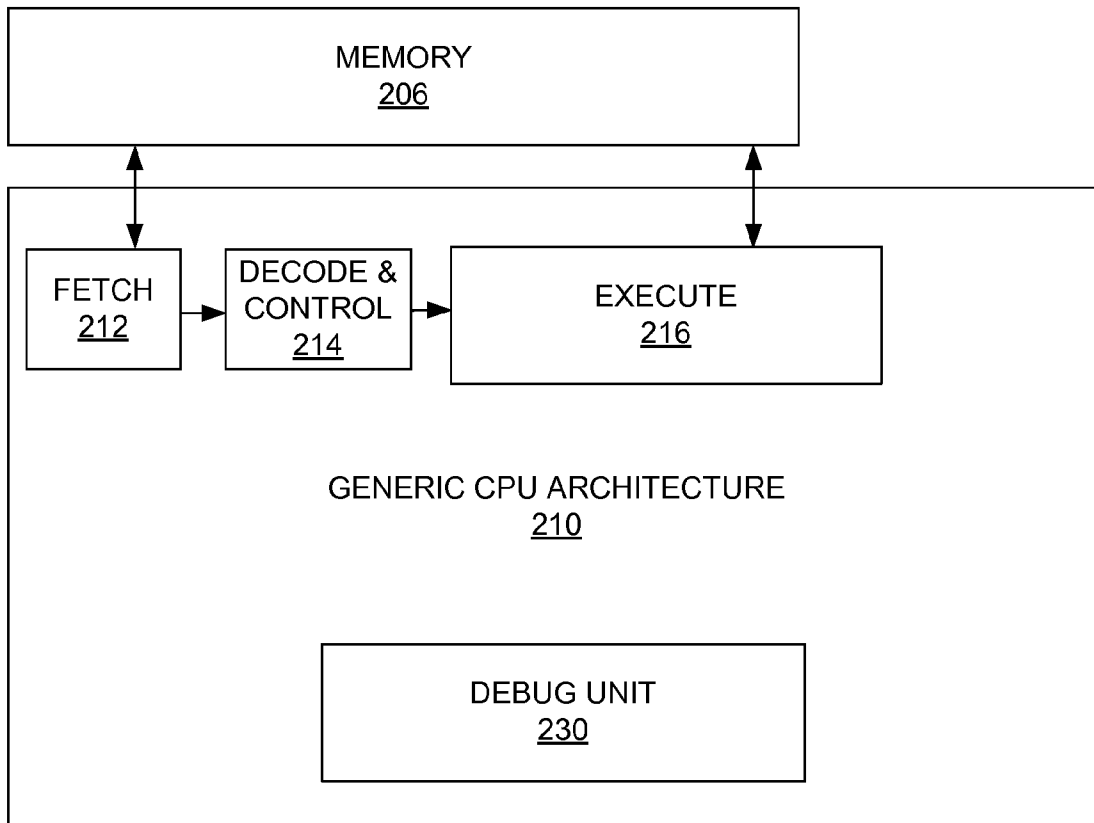 MEMORY
206
FETCH
212
DECODE &
CONTROL
214
EXECUTE
216
GENERIC CPU ARCHITECTURE
210
DEBUG UNIT
230